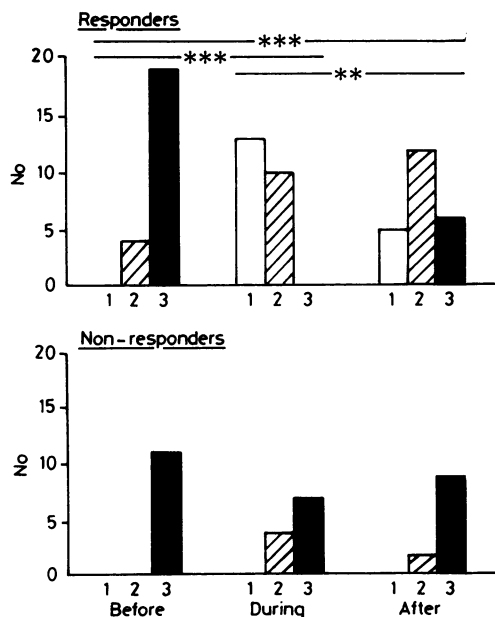 Responders
***
20
***
**
15
No
10
5
0
1 2 3 1 2 3 1 2 3
Non-responders
20
15
No
10
5
0
1 2 3 1 2 3 1 2 3
Before During After